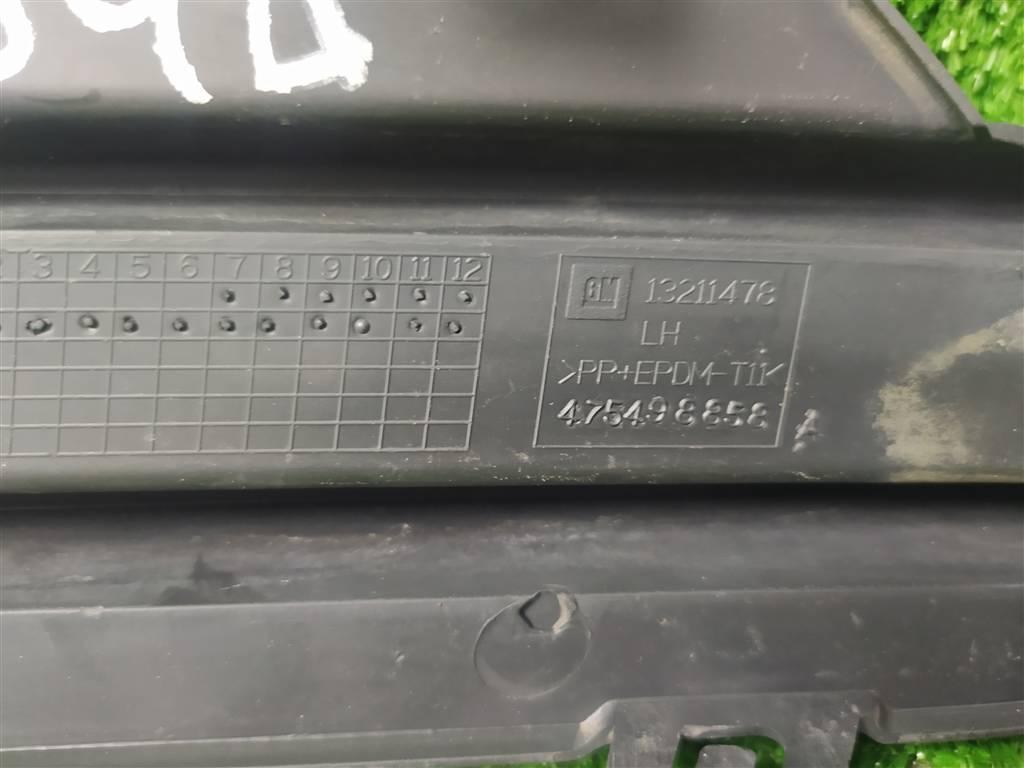 3 4 5 6 7 8 9 10 11 12
GM 13211478
LH
>PP+EPDM-T11<
475498858 A